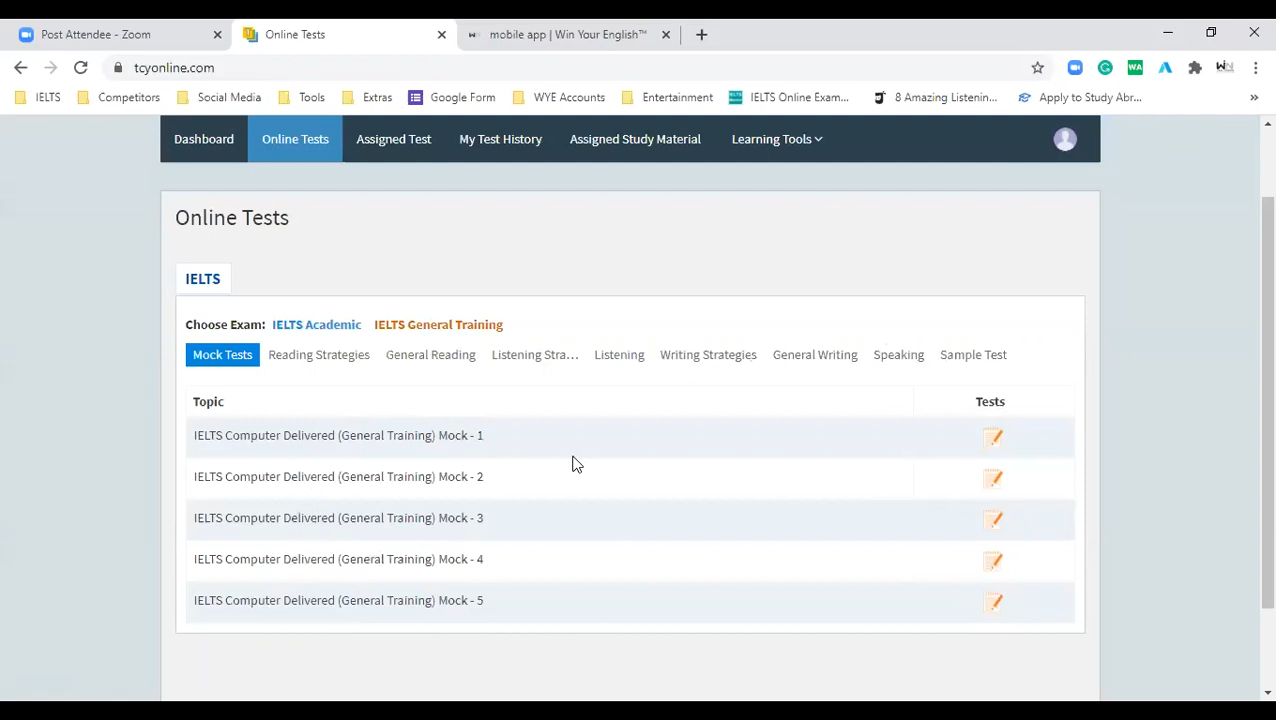 Post Attendee - Zoom
Online Tests
mobile app | Win Your English™
tcyonline.com
WA
IELTS
Competitors
Social Media
Tools
Extras
Google Form
WYE Accounts
Entertainment
IELTS Online Exam...
8 Amazing Listenin...
Apply to Study Abr...
Dashboard
Online Tests
Assigned Test
My Test History
Assigned Study Material
Learning Tools
Online Tests
IELTS
Choose Exam: IELTS Academic IELTS General Training
Mock Tests
Reading Strategies
General Reading
Listening Stra...
Listening
Writing Strategies
General Writing
Speaking
Sample Test
Topic
Tests
IELTS Computer Delivered (General Training) Mock - 1
IELTS Computer Delivered (General Training) Mock - 2
IELTS Computer Delivered (General Training) Mock - 3
IELTS Computer Delivered (General Training) Mock - 4
IELTS Computer Delivered (General Training) Mock - 5